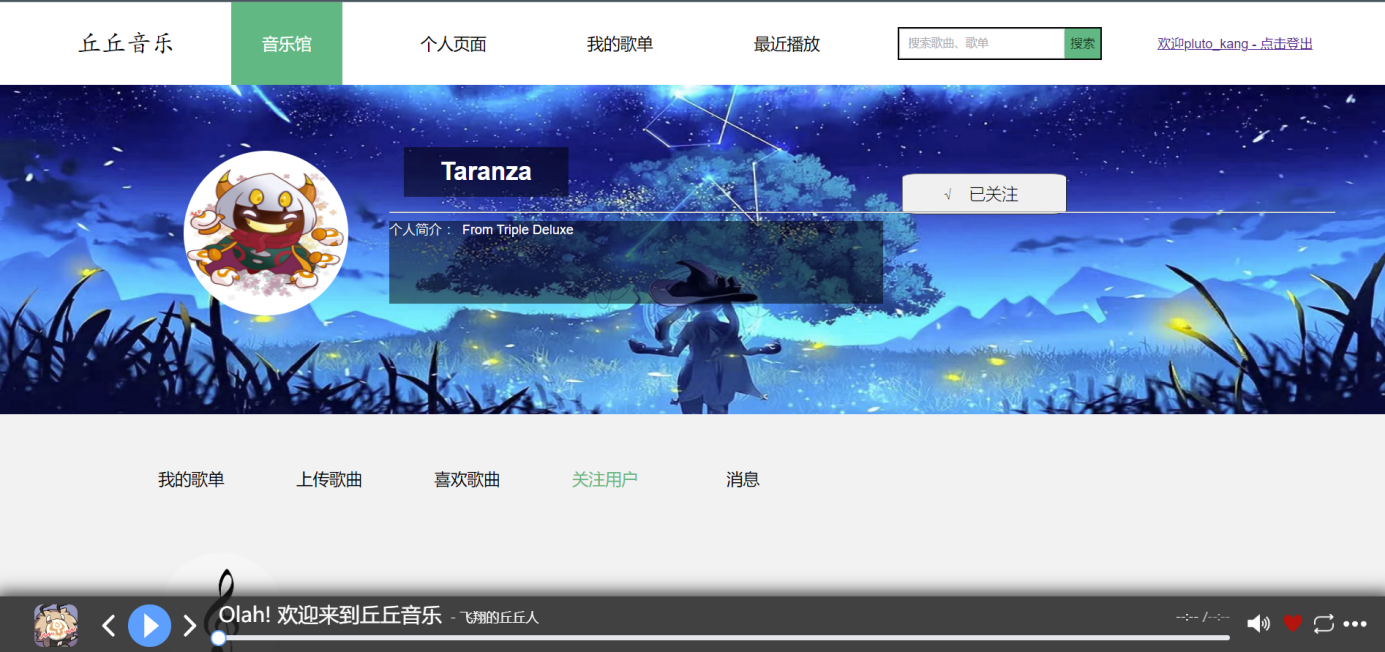 丘丘音乐 音乐馆 个人页面 我的歌单 最近播放 搜索歌曲、歌单 搜索 欢迎pluto_kang - 点击登出
Taranza
√ 已关注
个人简介： From Triple Deluxe
我的歌单 上传歌曲 喜欢歌曲 关注用户 消息
Olah! 欢迎来到丘丘音乐 - 飞翔的丘丘人 --:-- /--:--